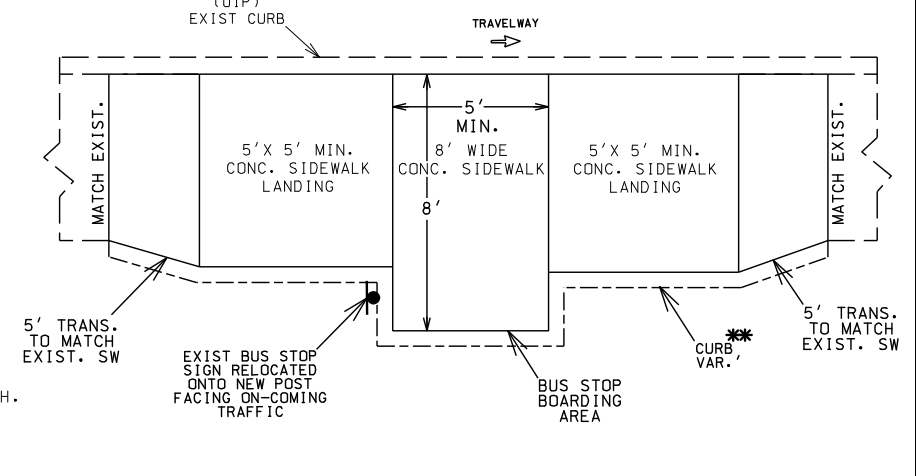 (UIP)
EXIST CURB
TRAVELWAY
MATCH EXIST.
5'X 5' MIN.
CONC. SIDEWALK
LANDING
5'
MIN.
8' WIDE
CONC. SIDEWALK
8'
5'X 5' MIN.
CONC. SIDEWALK
LANDING
MATCH EXIST.
5' TRANS.
TO MATCH
EXIST. SW
EXIST BUS STOP
SIGN RELOCATED
ONTO NEW POST
FACING ON-COMING
TRAFFIC
BUS STOP
BOARDING
AREA
CURB **
VAR.'
5' TRANS.
TO MATCH
EXIST. SW
H.